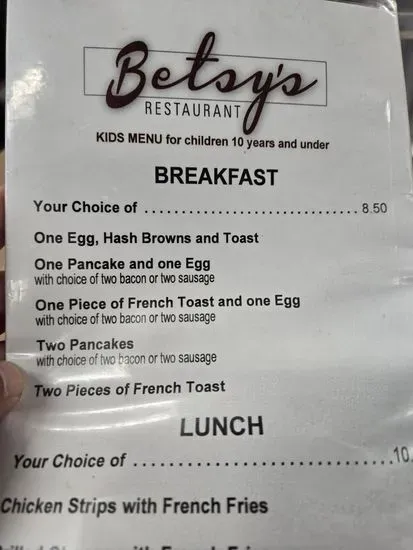 Betsy's
RESTAURANT
KIDS MENU for children 10 years and under
BREAKFAST
Your Choice of ................................ 8.50
One Egg, Hash Browns and Toast
One Pancake and one Egg
with choice of two bacon or two sausage
One Piece of French Toast and one Egg
with choice of two bacon or two sausage
Two Pancakes
with choice of two bacon or two sausage
Two Pieces of French Toast
LUNCH
Your Choice of ................................10.
Chicken Strips with French Fries